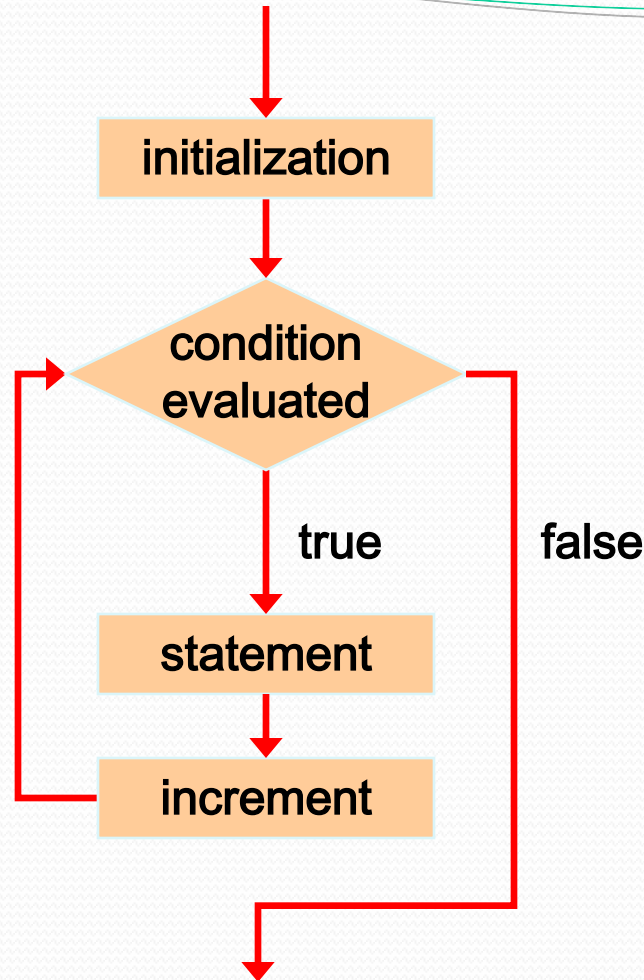 initialization
condition
evaluated
true
false
statement
increment